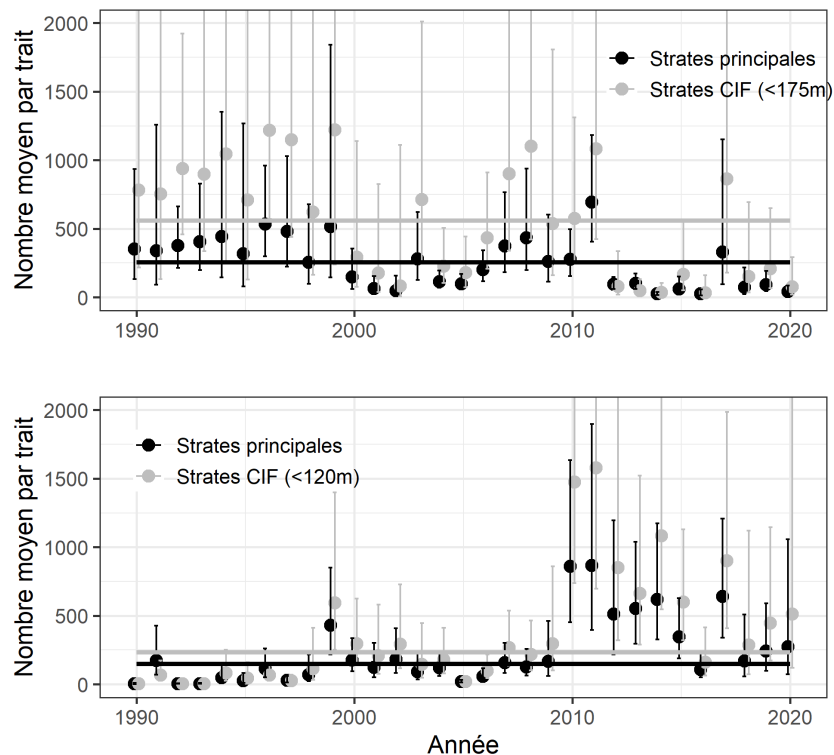 2000
Strates principales
1500
Strates CIF (<175m)
1000
500
0
Nombre moyen par trait
1990
2000
2010
2020
2000
Strates principales
1500
Strates CIF (<120m)
1000
500
0
Nombre moyen par trait
1990
2000
2010
2020
Année